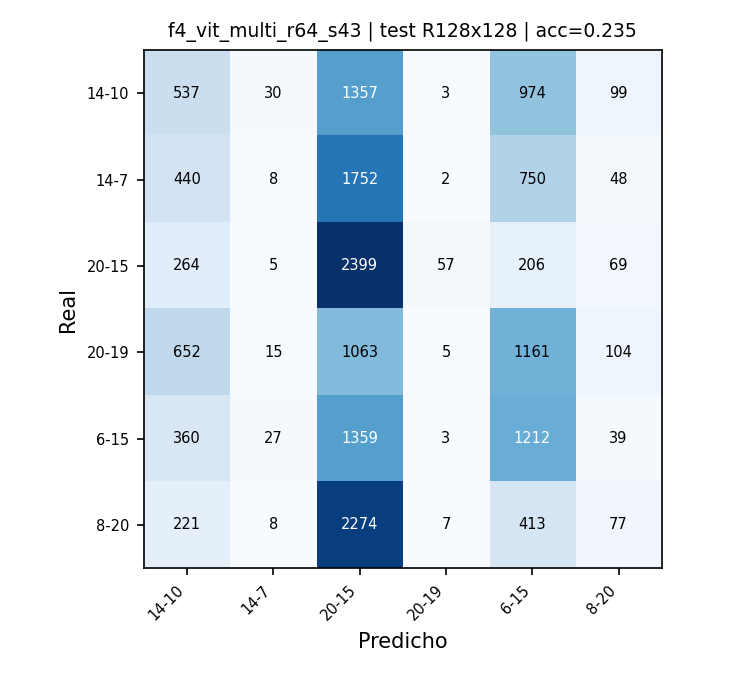 f4_vit_multi_r64_s43 | test R128x128 | acc=0.235
14-10 537 30 1357 3 974 99
14-7 440 8 1752 2 750 48
20-15 264 5 2399 57 206 69
20-19 652 15 1063 5 1161 104
6-15 360 27 1359 3 1212 39
8-20 221 8 2274 7 413 77
Real
14-10 14-7 20-15 20-19 6-15 8-20
Predicho